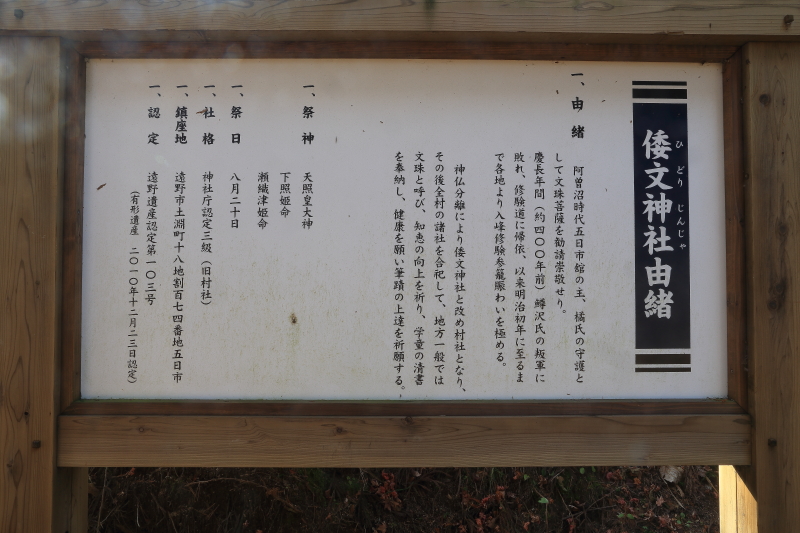 倭文神社由緒
ひどりじんじゃ
一、由緒
阿曽沼時代五日市舘の主、橘氏の守護と
して文珠菩薩を勧請崇敬せり。
慶長年間（約四〇〇年前）鱒沢氏の叛軍に
敗れ、修験道に帰依、以来明治初年に至るま
で各地より入峰修験参籠賑わいを極める。
神仏分離により倭文神社と改め村社となり、
その後全村の諸社を合祀して、地方一般では
文珠と呼び、知恵の向上を祈り、学童の清書
を奉納し、健康を願い筆蹟の上達を祈願する。
一、祭神 天照皇大神
下照姫命
瀬織津姫命
一、祭日 八月二十日
一、社格 神社庁認定三級（旧村社）
一、鎮座地 遠野市土淵町十八地割百七四番地五日市
一、認定 遠野遺産認定第一〇三号
（有形遺産 二〇一〇年十二月二三日認定）